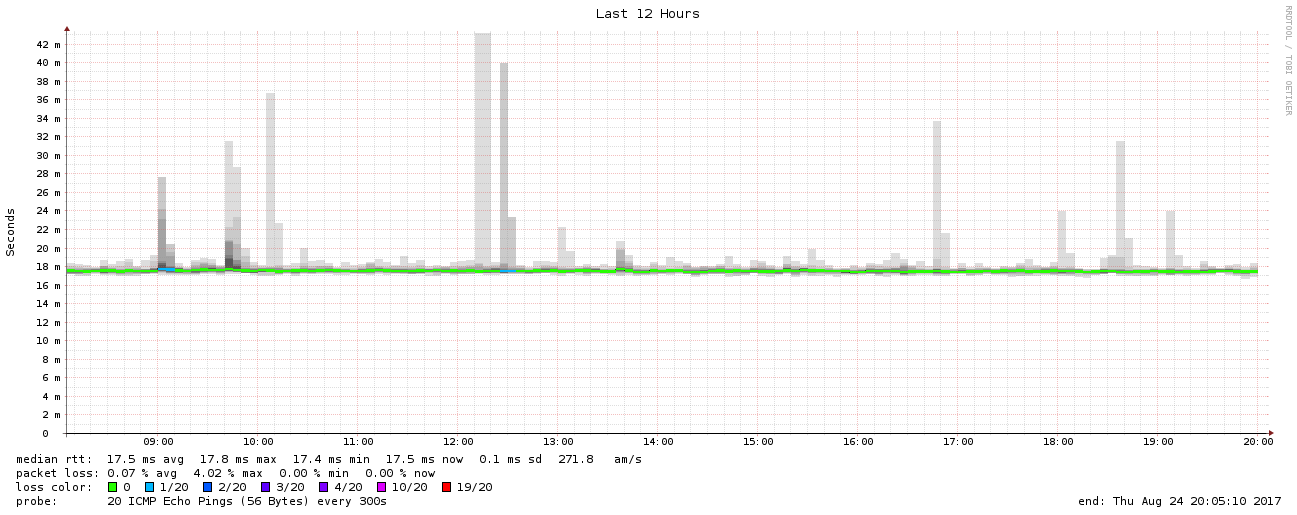 Last 12 Hours
RRDTOOL / TOBI OETIKER
Seconds
42 m
40 m
38 m
36 m
34 m
32 m
30 m
28 m
26 m
24 m
22 m
20 m
18 m
16 m
14 m
12 m
10 m
8 m
6 m
4 m
2 m
0
09:00 10:00 11:00 12:00 13:00 14:00 15:00 16:00 17:00 18:00 19:00 20:00
median rtt: 17.5 ms avg 17.8 ms max 17.4 ms min 17.5 ms now 0.1 ms sd 271.8 am/s
packet loss: 0.07 % avg 4.02 % max 0.00 % min 0.00 % now
loss color: 0 1/20 2/20 3/20 4/20 10/20 19/20
probe: 20 ICMP Echo Pings (56 Bytes) every 300s end: Thu Aug 24 20:05:10 2017